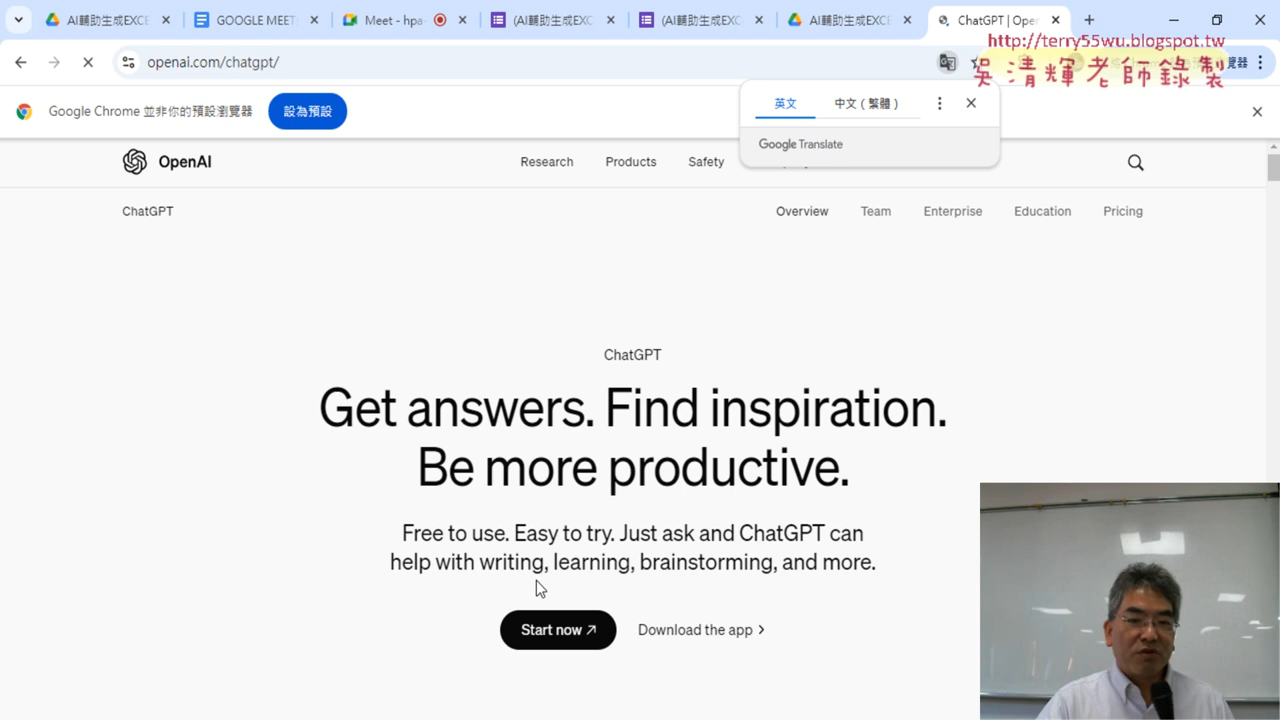 AI輔助生成EXCE
GOOGLE MEET
Meet - hpa-
(AI輔助生成EXC
(AI輔助生成EXC
AI輔助生成EXCE
ChatGPT | Oper
http://terry55wu.blogspot.tw
openai.com/chatgpt/
吳清輝老師錄製
覽器
Google Chrome 並非你的預設瀏覽器
設為預設
英文
中文 ( 繁體 )
Google Translate
OpenAI
Research
Products
Safety
ChatGPT
Overview
Team
Enterprise
Education
Pricing
ChatGPT
Get answers. Find inspiration.
Be more productive.
Free to use. Easy to try. Just ask and ChatGPT can
help with writing, learning, brainstorming, and more.
Start now ↗
Download the app >